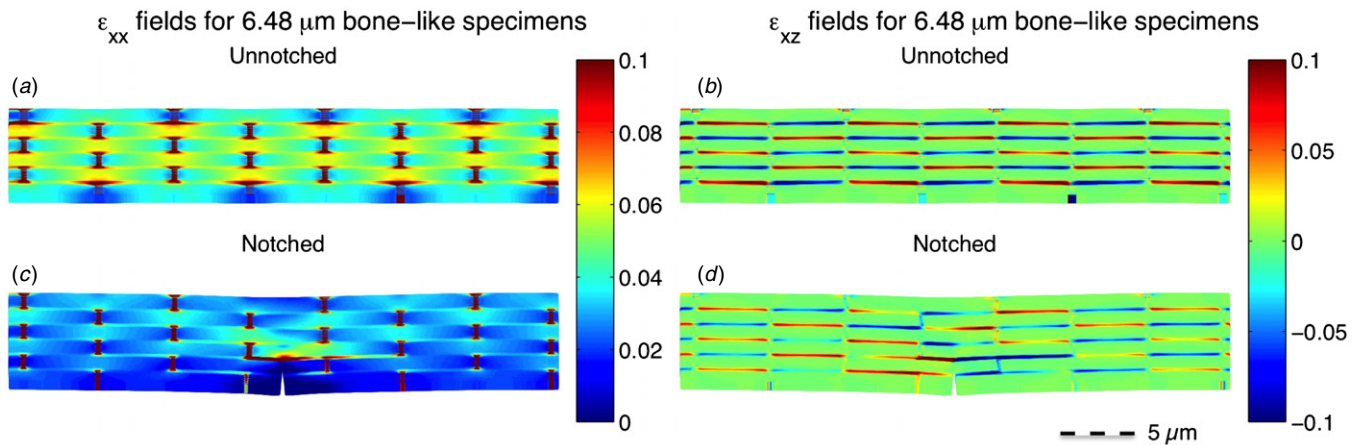 εxx fields for 6.48 μm bone−like specimens
Unnotched
(a)
0.1
0.08
0.06
0.04
0.02
0
Notched
(c)
εxz fields for 6.48 μm bone−like specimens
Unnotched
(b)
0.1
0.05
0
−0.05
−0.1
Notched
(d)
5 μm